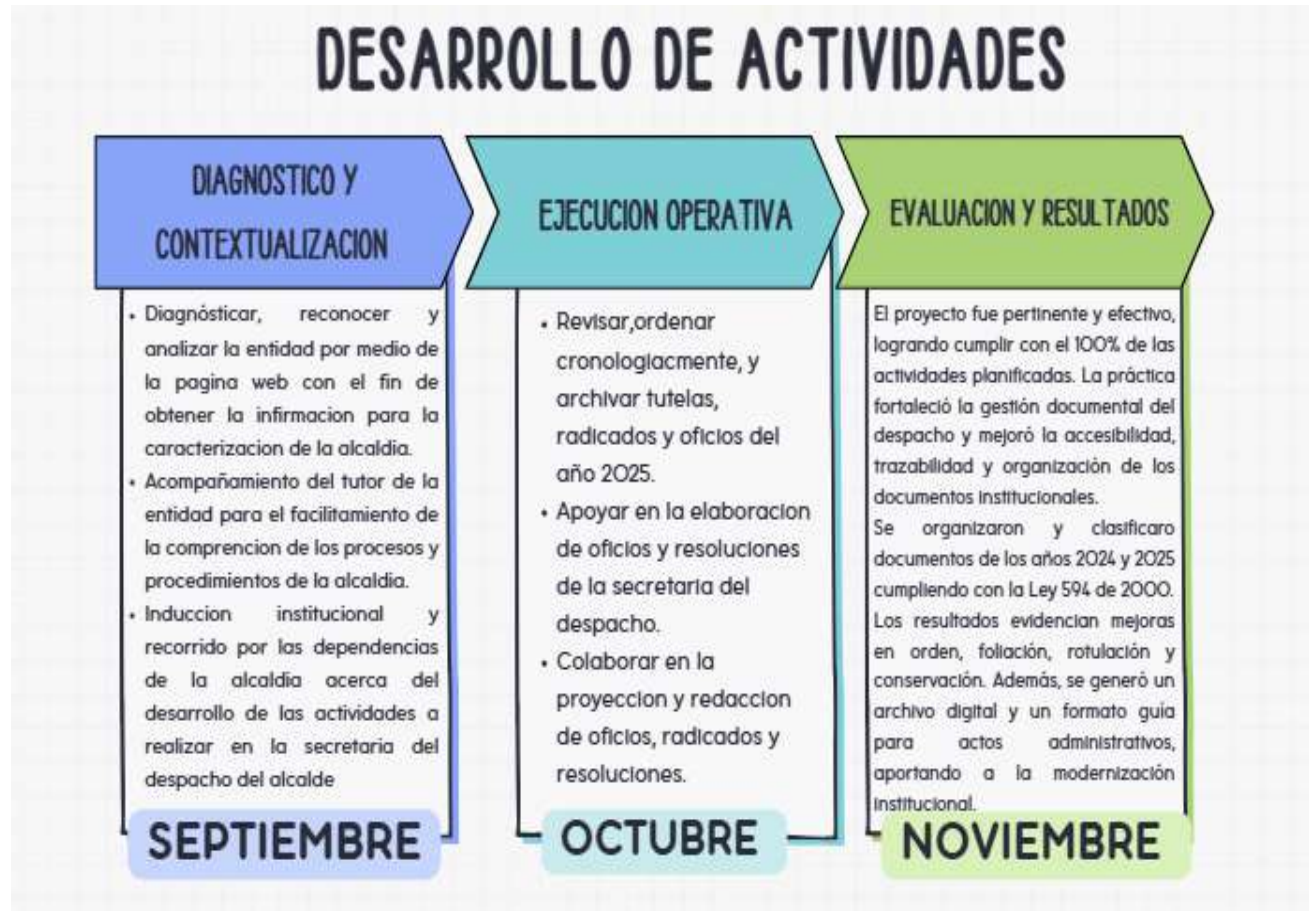 DESARROLLO DE ACTIVIDADES
DIAGNOSTICO Y
CONTEXTUALIZACION
• Diagnósticar, reconocer y
analizar la entidad por medio de
la pagina web con el fin de
obtener la infirmacion para la
caracterizacion de la alcaldia.
• Acompañamiento del tutor de la
entidad para el facilitamiento de
la comprencion de los procesos y
procedimientos de la alcaldia.
• Induccion institucional y
recorrido por las dependencias
de la alcaldia acerca del
desarrollo de las actividades a
realizar en la secretaria del
despacho del alcalde
SEPTIEMBRE
EJECUCION OPERATIVA
• Revisar,ordenar
cronologiacmente, y
archivar tutelas,
radicados y oficios del
año 2025.
• Apoyar en la elaboracion
de oficios y resoluciones
de la secretaria del
despacho.
• Colaborar en la
proyeccion y redaccion
de oficios, radicados y
resoluciones.
OCTUBRE
EVALUACION Y RESULTADOS
El proyecto fue pertinente y efectivo,
logrando cumplir con el 100% de las
actividades planificadas. La práctica
fortaleció la gestión documental del
despacho y mejoró la accesibilidad,
trazabilidad y organización de los
documentos institucionales.
Se organizaron y clasificaro
documentos de los años 2024 y 2025
cumpliendo con la Ley 594 de 2000.
Los resultados evidencian mejoras
en orden, foliación, rotulación y
conservación. Además, se generó un
archivo digital y un formato guía
para actos administrativos,
aportando a la modernización
institucional.
NOVIEMBRE